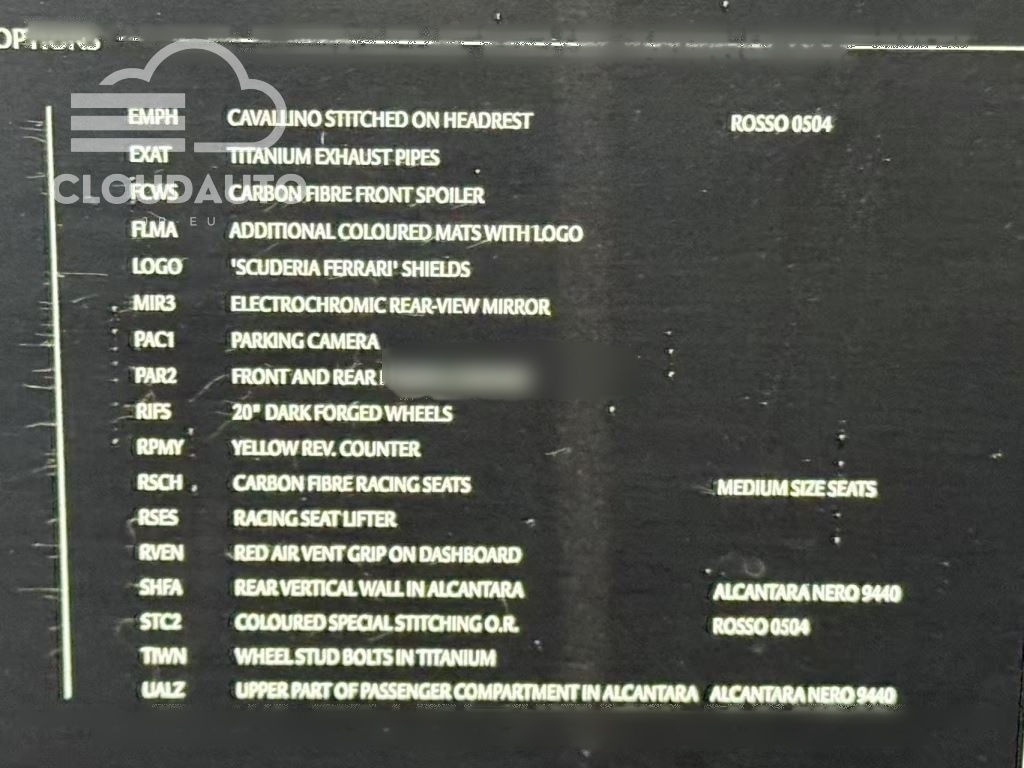 OPTIONS
CLOUDAUTO
EMPH CAVALLINO STITCHED ON HEADREST ROSSO 0504
EXAT TITANIUM EXHAUST PIPES
FCWS CARBON FIBRE FRONT SPOILER
FLMA ADDITIONAL COLOURED MATS WITH LOGO
LOGO 'SCUDERIA FERRARI' SHIELDS
MIR3 ELECTROCHROMIC REAR-VIEW MIRROR
PAC1 PARKING CAMERA
PAR2 FRONT AND REAR
RIFS 20" DARK FORGED WHEELS
RPMY YELLOW REV. COUNTER
RSCH CARBON FIBRE RACING SEATS MEDIUM SIZE SEATS
RSES RACING SEAT LIFTER
RVEN RED AIR VENT GRIP ON DASHBOARD
SHFA REAR VERTICAL WALL IN ALCANTARA ALCANTARA NERO 9440
STC2 COLOURED SPECIAL STITCHING O.R. ROSSO 0504
TIWN WHEEL STUD BOLTS IN TITANIUM
UALZ UPPER PART OF PASSENGER COMPARTMENT IN ALCANTARA ALCANTARA NERO 9440